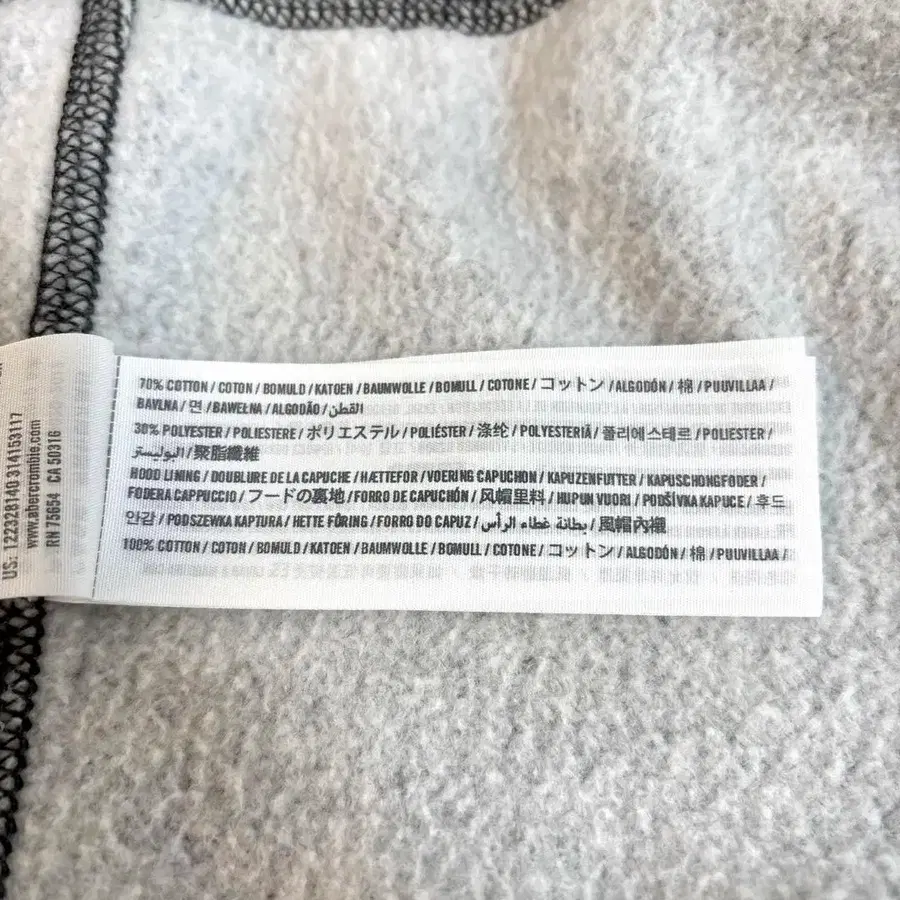 US: 122328140 314153117
www.abercrombie.com
RN 75654 CA 50316
70% COTTON / COTON / BOMULD / KATOEN / BAUMWOLLE / BOMULL / COTONE / コットン / ALGODÓN / 棉 / PUUVILLAA /
BAVLNA / 면 / BAWEŁNA / ALGODÃO / القطن
30% POLYESTER / POLIESTERE / ポリエステル / POLIÉSTER / 涤纶 / POLYESTERIÄ / 폴리에스테르 / POLIESTER /
البوليستر / 聚脂纖維
HOOD LINING / DOUBLURE DE LA CAPUCHE / HÆTTEFOR / VOERING CAPUCHON / KAPUZENFUTTER / KAPUSCHONGFODER /
FODERA CAPPUCCIO / フードの裏地 / FORRO DE CAPUCHÓN / 风帽里料 / HUPUN VUORI / PODŠÍVKA KAPUCE / 후드
안감 / PODSZEWKA KAPTURA / HETTE FÔRING / FORRO DO CAPUZ / بطانة غطاء الرأس / 風帽內襯
100% COTTON / COTON / BOMULD / KATOEN / BAUMWOLLE / BOMULL / COTONE / コットン / ALGODÓN / 棉 / PUUVILLAA /